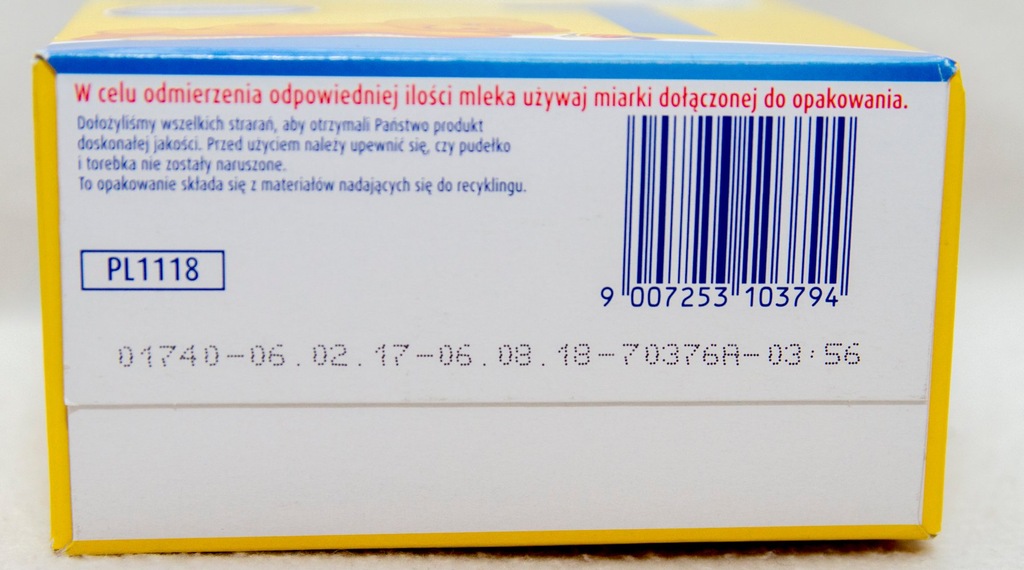 W celu odmierzenia odpowiedniej ilości mleka używaj miarki dołączonej do opakowania.
Dołożyliśmy wszelkich strarań, aby otrzymali Państwo produkt
doskonałej jakości. Przed użyciem należy upewnić się, czy pudełko
i torebka nie zostały naruszone.
To opakowanie składa się z materiałów nadających się do recyklingu.
PL1118
9 007253 103794
01740-06.02.17-06.08.18-70376A-03:56